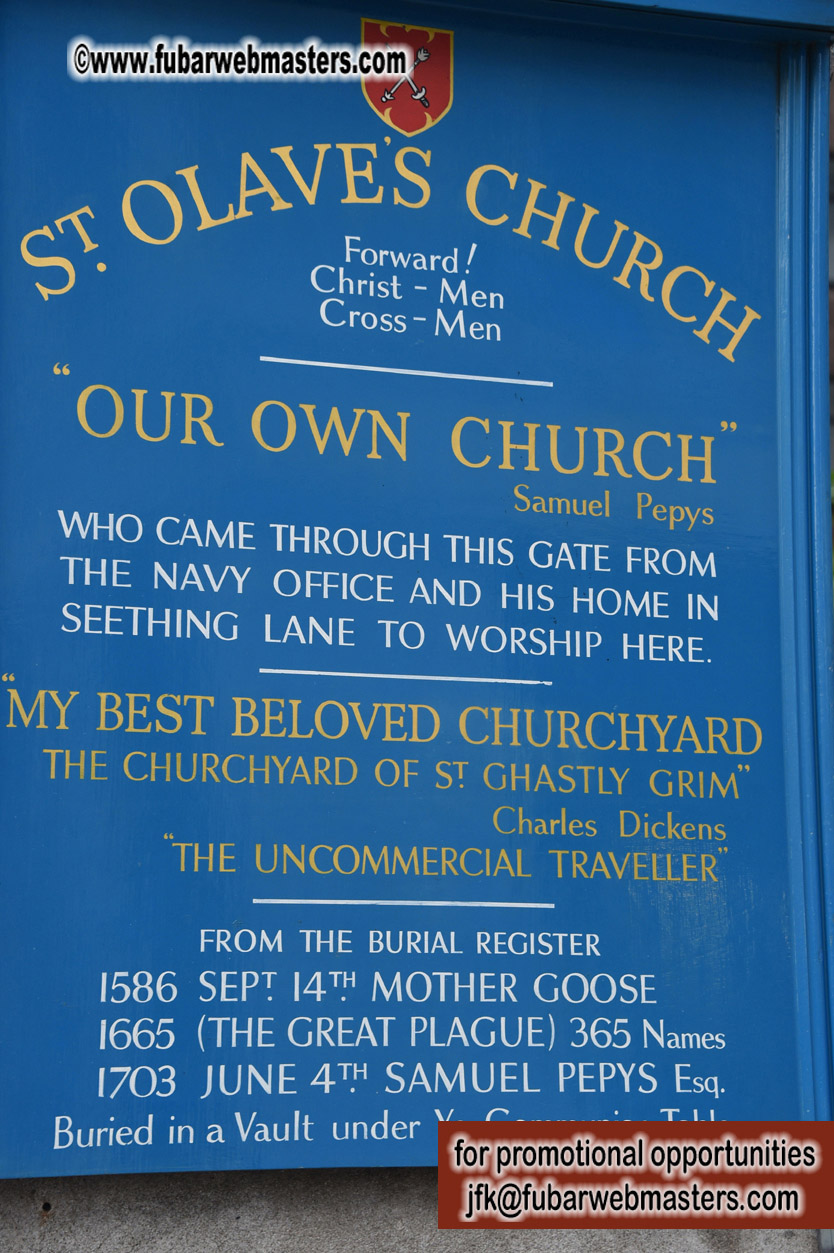 ©www.fubarwebmasters.com
ST. OLAVE'S CHURCH
Forward!
Christ - Men
Cross - Men
"OUR OWN CHURCH"
Samuel Pepys
WHO CAME THROUGH THIS GATE FROM
THE NAVY OFFICE AND HIS HOME IN
SEETHING LANE TO WORSHIP HERE.
"MY BEST BELOVED CHURCHYARD
THE CHURCHYARD OF ST GHASTLY GRIM"
Charles Dickens
"THE UNCOMMERCIAL TRAVELLER"
FROM THE BURIAL REGISTER
1586 SEPT 14TH. MOTHER GOOSE
1665 (THE GREAT PLAGUE) 365 Names
1703 JUNE 4TH. SAMUEL PEPYS Esq.
Buried in a Vault under
for promotional opportunities
jfk@fubarwebmasters.com